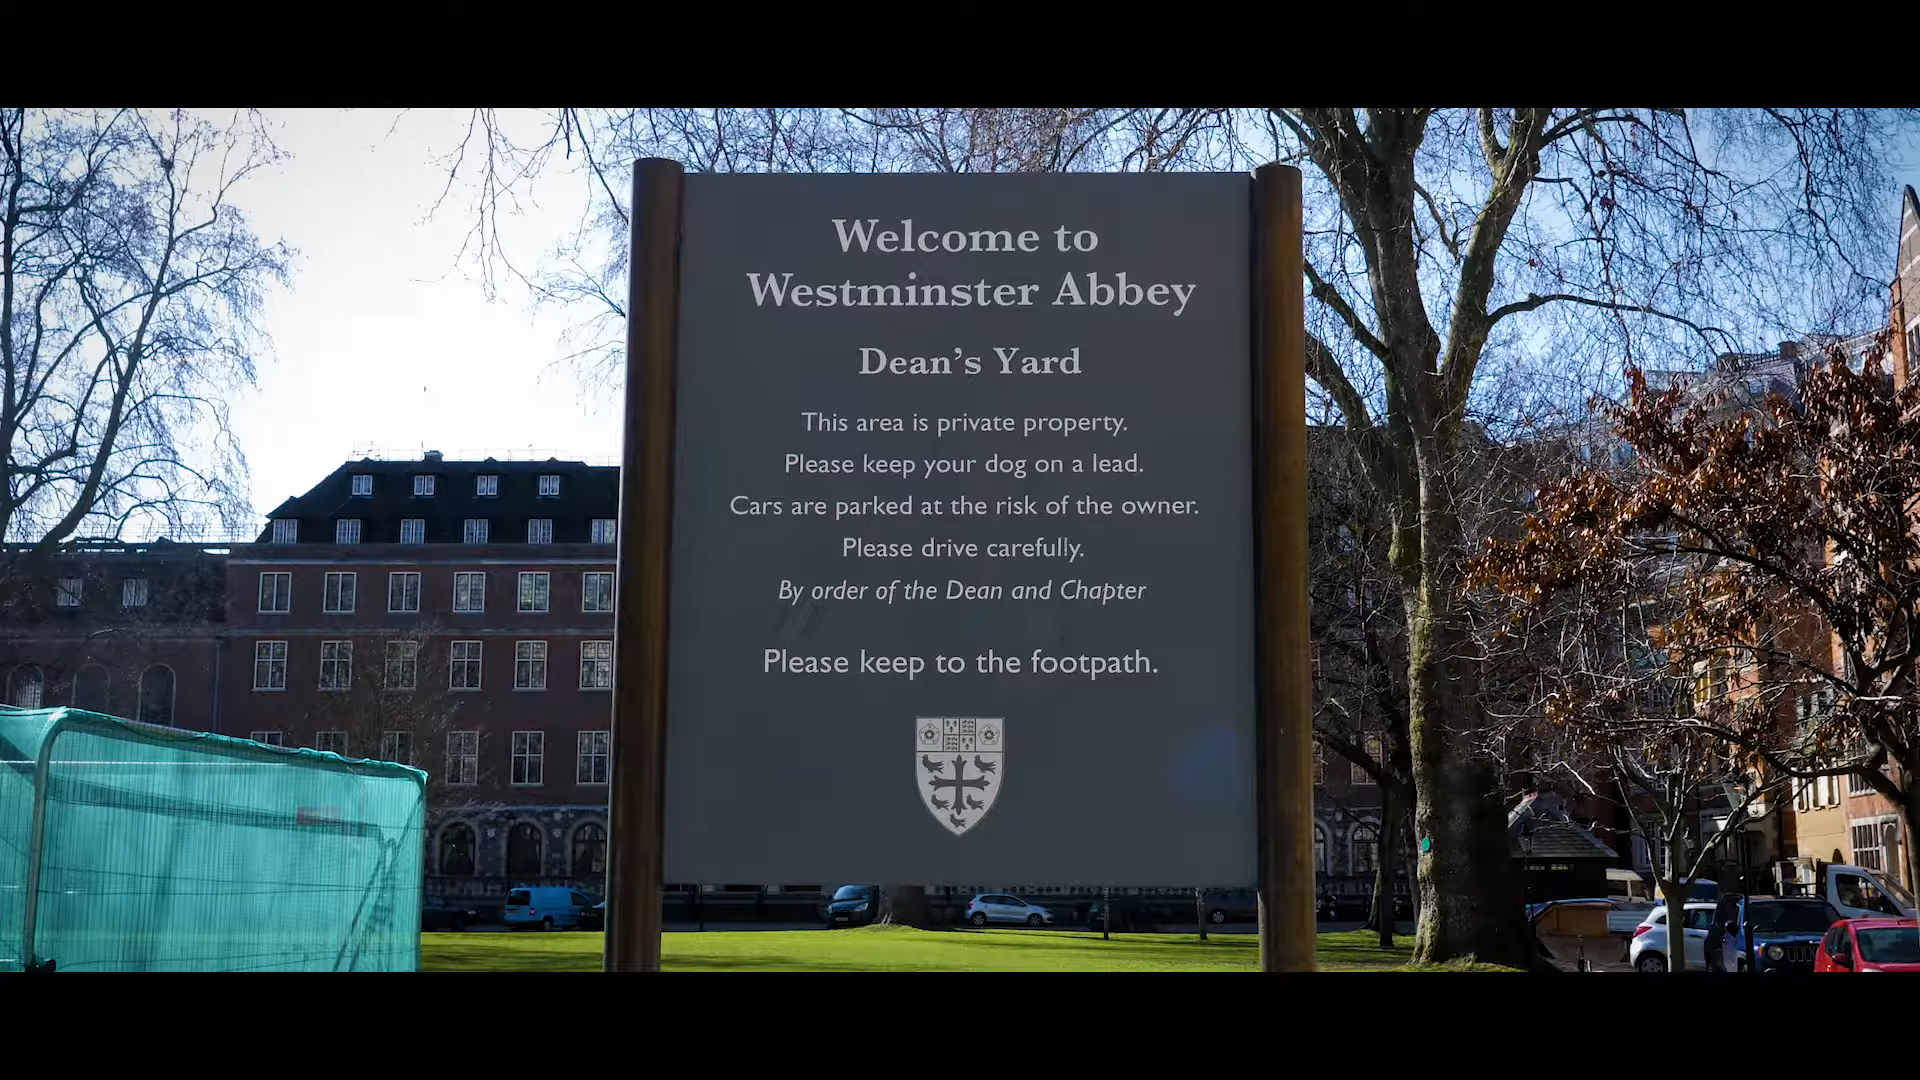 Welcome to
Westminster Abbey
Dean's Yard
This area is private property.
Please keep your dog on a lead.
Cars are parked at the risk of the owner.
Please drive carefully.
By order of the Dean and Chapter
Please keep to the footpath.